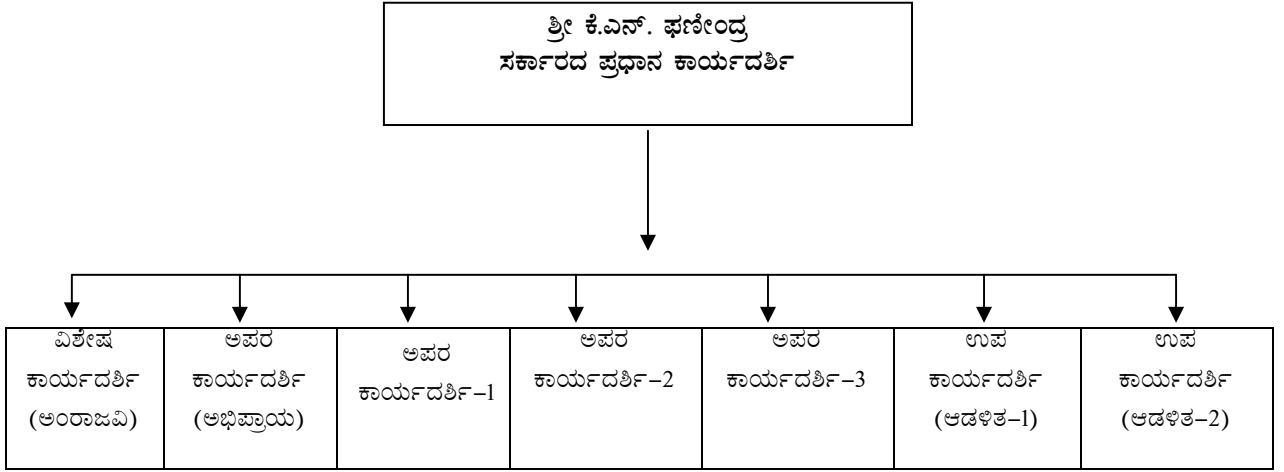 ಶ್ರೀ ಕೆ.ಎನ್. ಫಣೀಂದ್ರ
ಸರ್ಕಾರದ ಪ್ರಧಾನ ಕಾರ್ಯದರ್ಶಿ
ವಿಶೇಷ
ಕಾರ್ಯದರ್ಶಿ
(ಅಂರಾಜವಿ)
ಅಪರ
ಕಾರ್ಯದರ್ಶಿ
(ಅಭಿಪ್ರಾಯ)
ಅಪರ
ಕಾರ್ಯದರ್ಶಿ-1
ಅಪರ
ಕಾರ್ಯದರ್ಶಿ-2
ಅಪರ
ಕಾರ್ಯದರ್ಶಿ-3
ಉಪ
ಕಾರ್ಯದರ್ಶಿ
(ಆಡಳಿತ-1)
ಉಪ
ಕಾರ್ಯದರ್ಶಿ
(ಆಡಳಿತ-2)